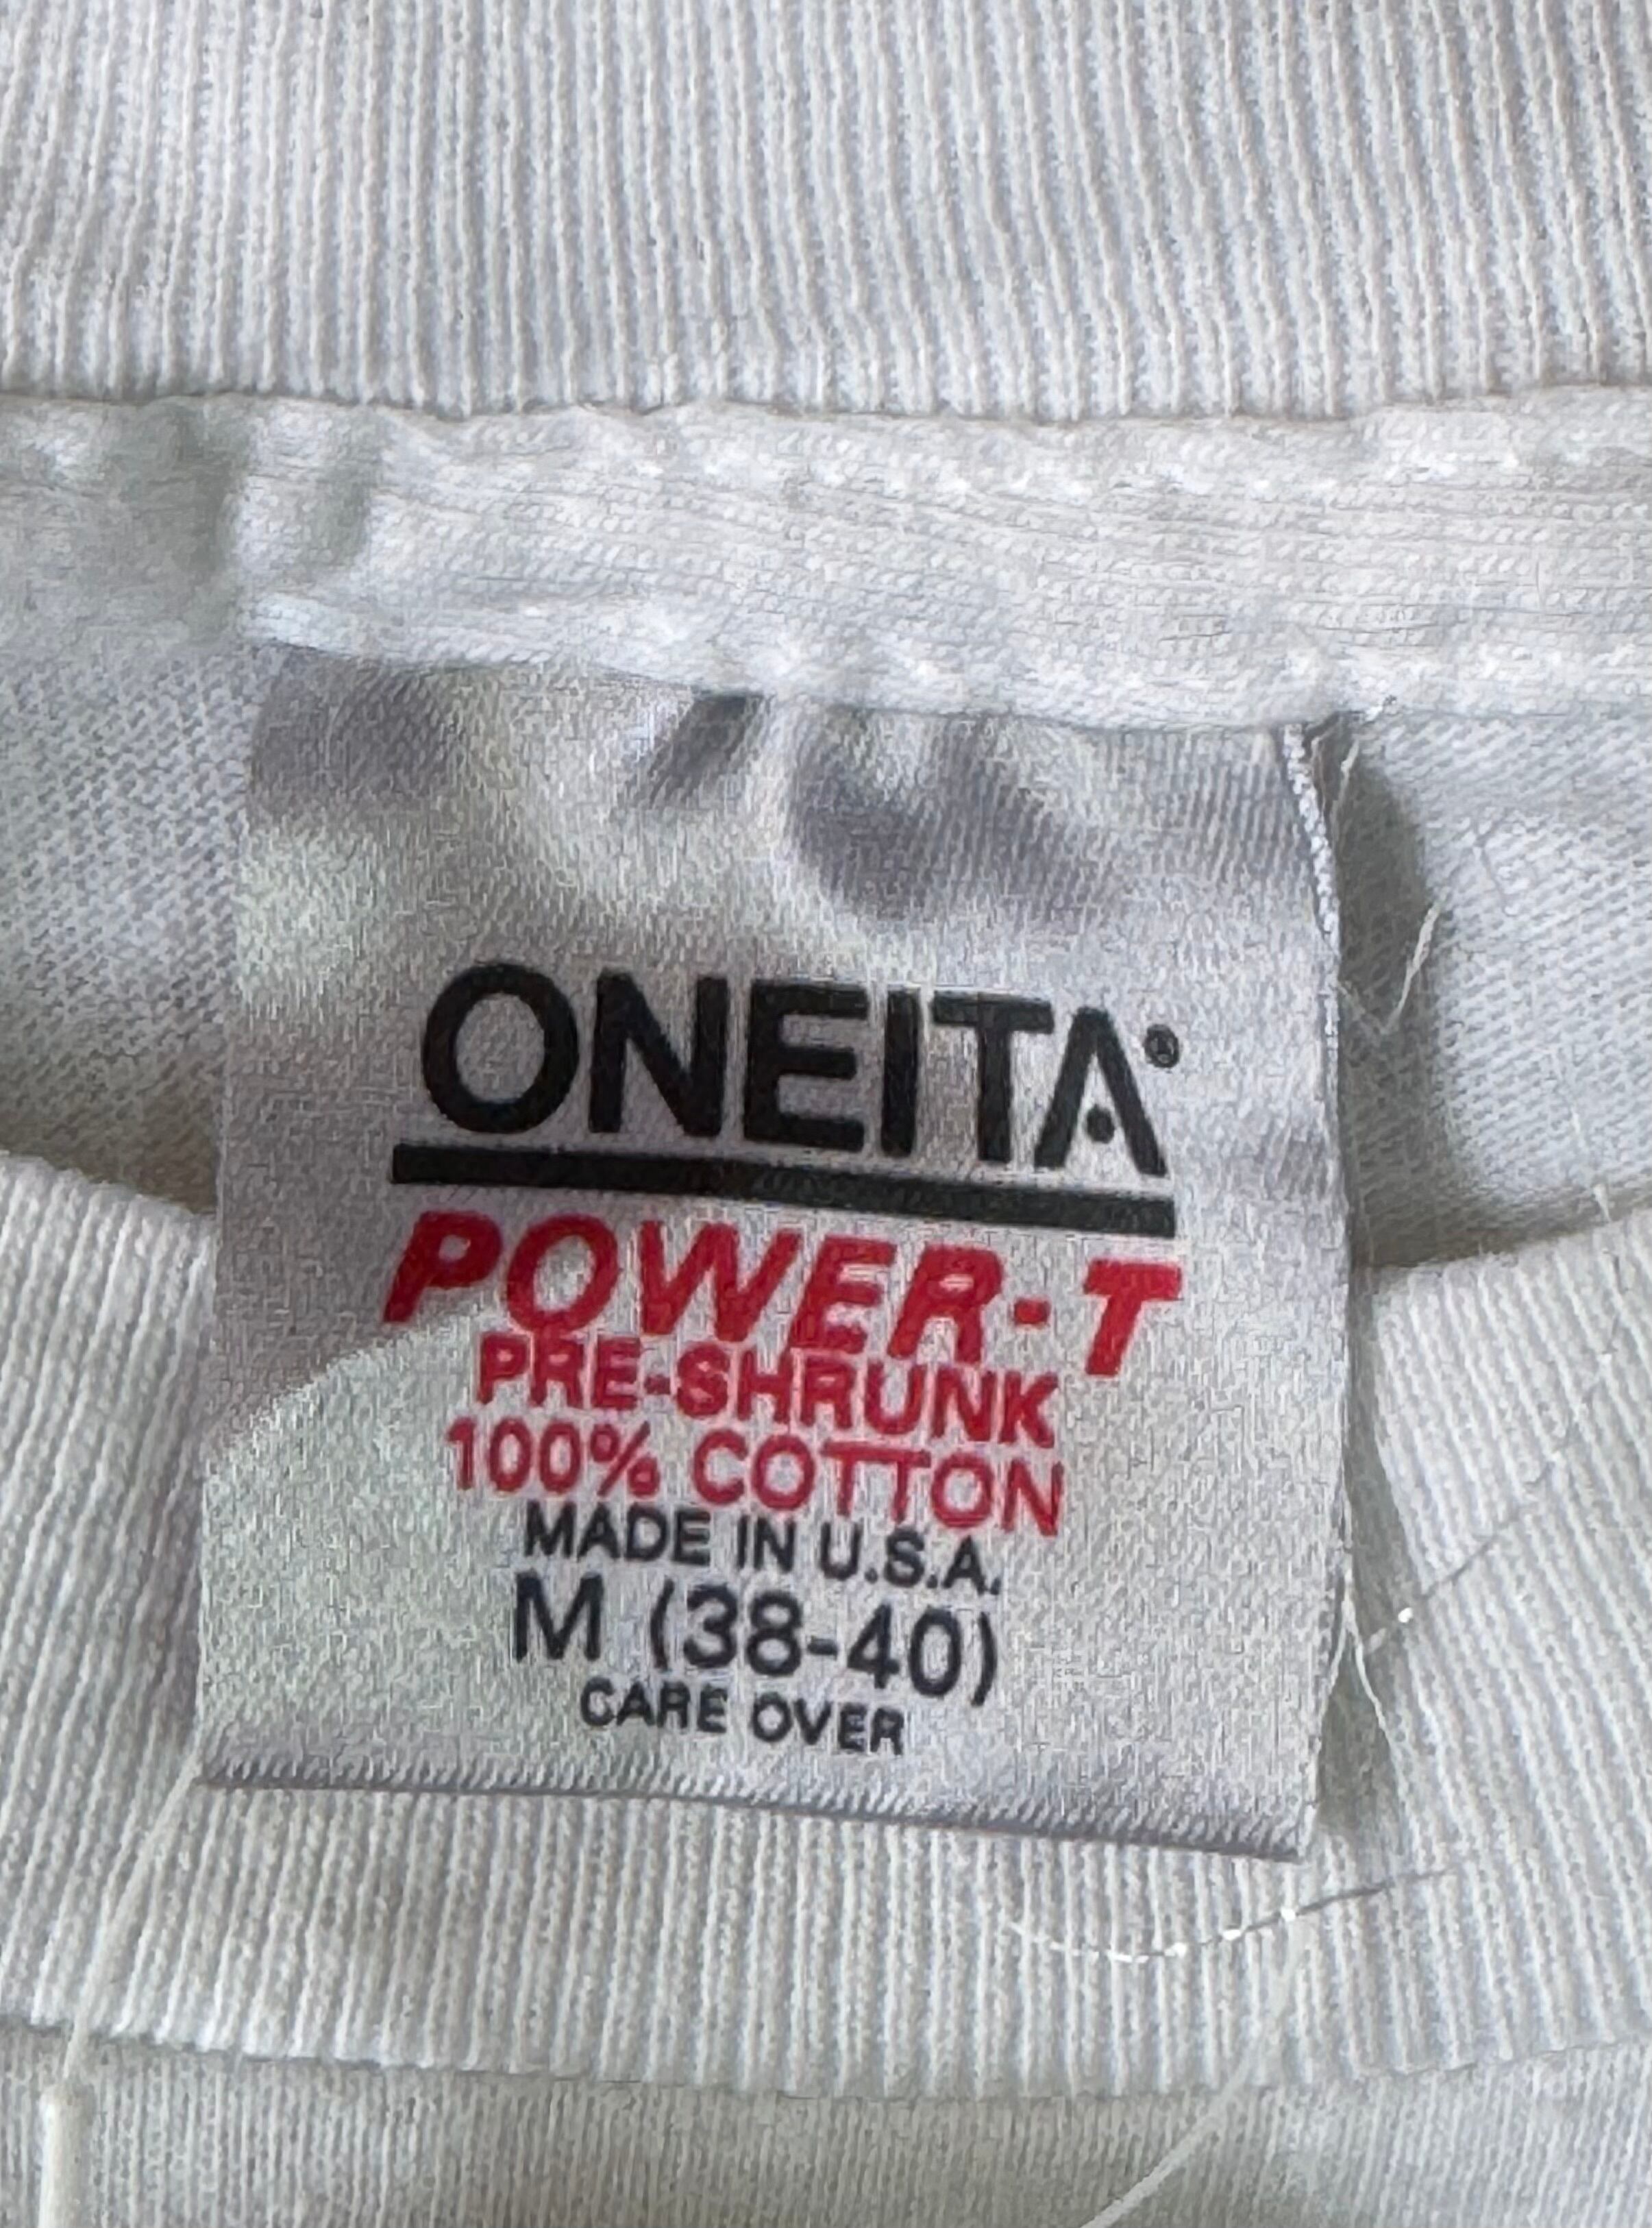 ONEITA®
POWER-T
PRE-SHRUNK
100% COTTON
MADE IN U.S.A.
M (38-40)
CARE OVER